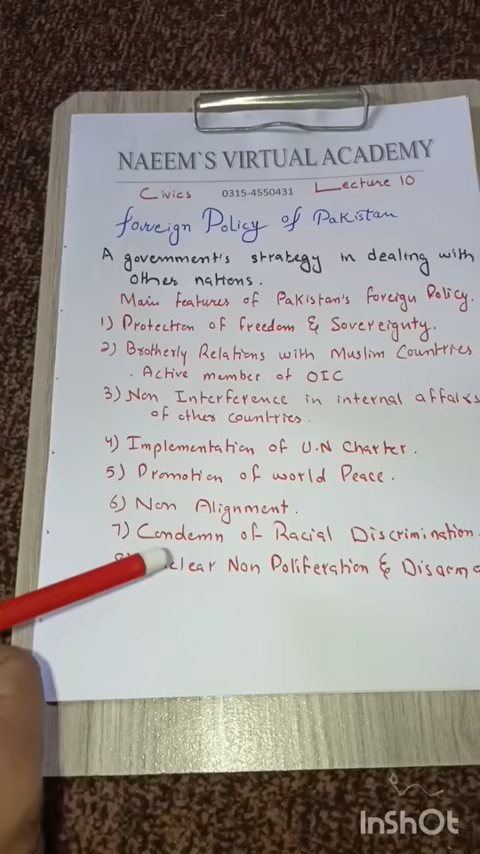 NAEEM`S VIRTUAL ACADEMY
Civics 0315-4550431 Lecture 10
Foreign Policy of Pakistan
A government's strategy in dealing with
other nations.
Main features of Pakistan's Foreign Policy.
1) Protection of freedom & Sovereignty.
2) Brotherly Relations with Muslim Countries
. Active member of OIC
3) Non Interference in internal affairs
of other countries.
4) Implementation of U.N Charter.
5) Promotion of world Peace.
6) Non Alignment.
7) Condemn of Racial Discrimination.
Non Poliferation &
InShOt